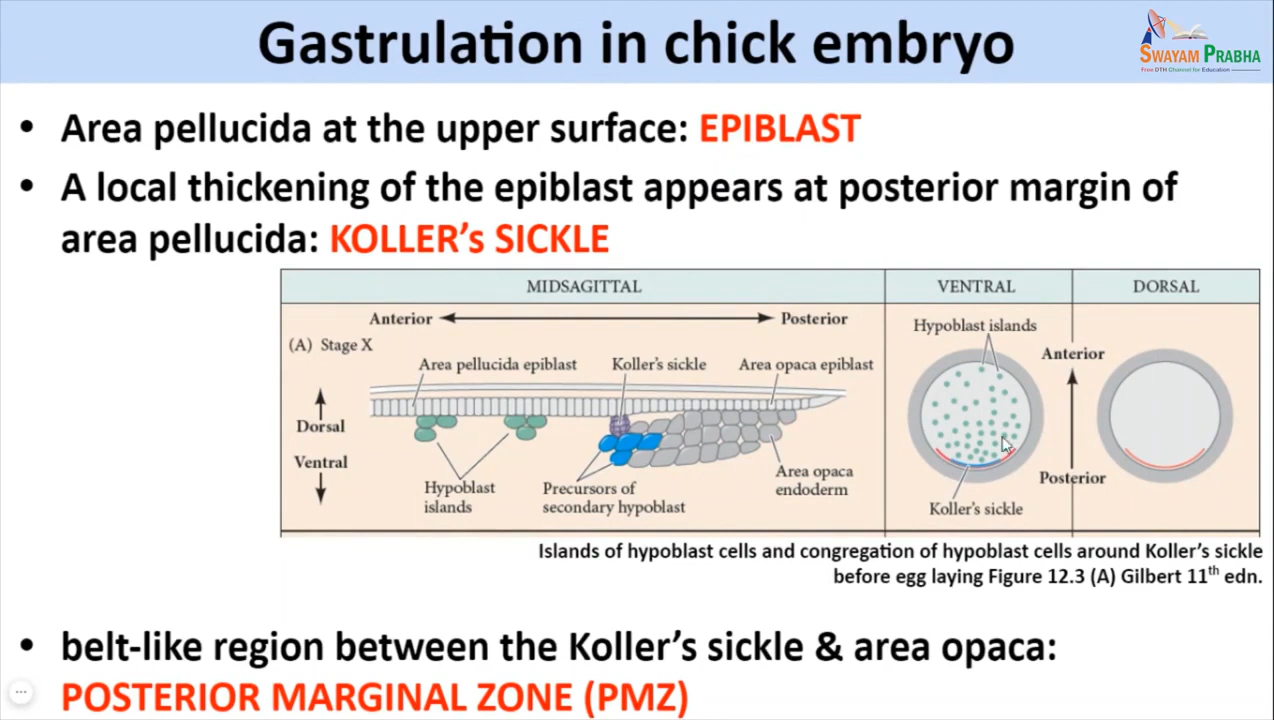 Gastrulation in chick embryo
SWAYAM PRABHA
Free DTH Channel for Education
• Area pellucida at the upper surface: EPIBLAST
• A local thickening of the epiblast appears at posterior margin of
area pellucida: KOLLER's SICKLE
MIDSAGITTAL
VENTRAL
DORSAL
Anterior
Posterior
(A) Stage X
Area pellucida epiblast
Koller's sickle
Area opaca epiblast
Dorsal
Ventral
Hypoblast
islands
Precursors of
secondary hypoblast
Area opaca
endoderm
Hypoblast islands
Anterior
Posterior
Koller's sickle
Islands of hypoblast cells and congregation of hypoblast cells around Koller's sickle
before egg laying Figure 12.3 (A) Gilbert 11th edn.
• belt-like region between the Koller's sickle & area opaca:
POSTERIOR MARGINAL ZONE (PMZ)